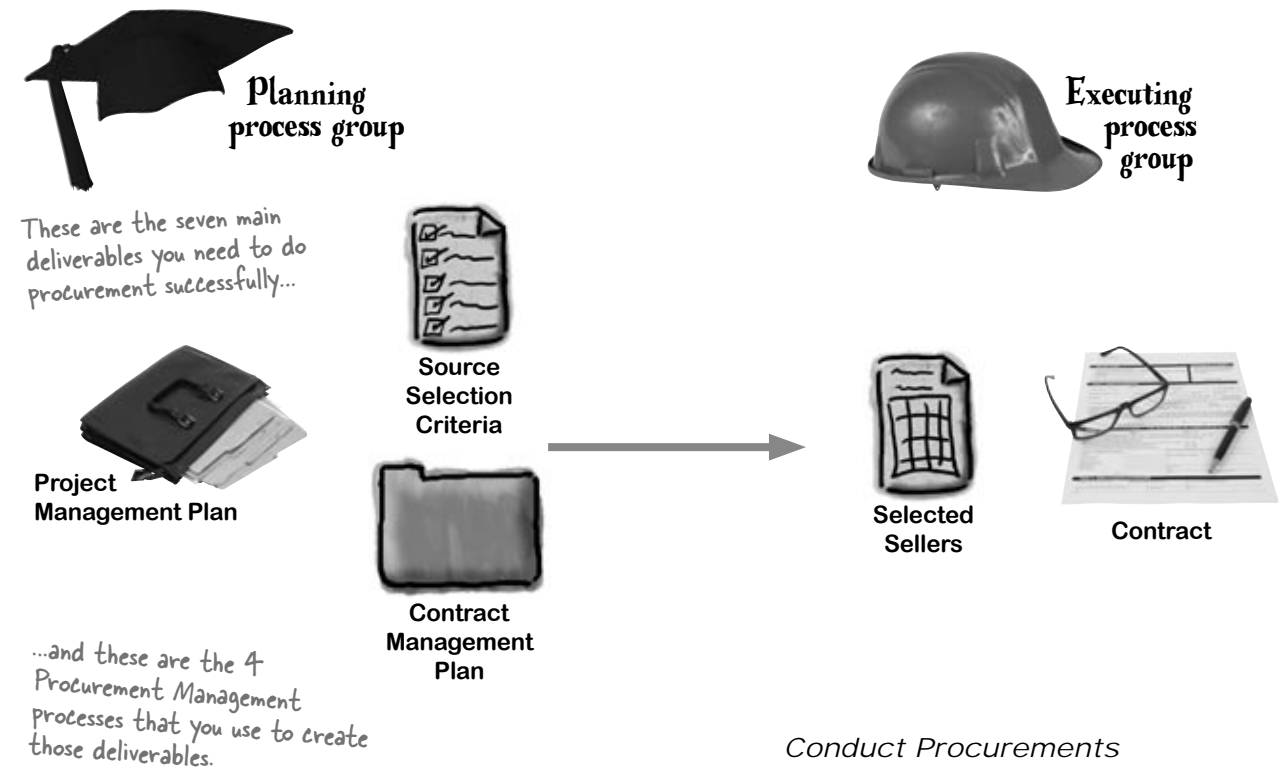 Planning
process group
Executing
process
group
These are the seven main
deliverables you need to do
procurement successfully...
Source
Selection
Criteria
Project
Management Plan
Contract
Management
Plan
Selected
Sellers
Contract
...and these are the 4
Procurement Management
processes that you use to create
those deliverables.
Conduct Procurements